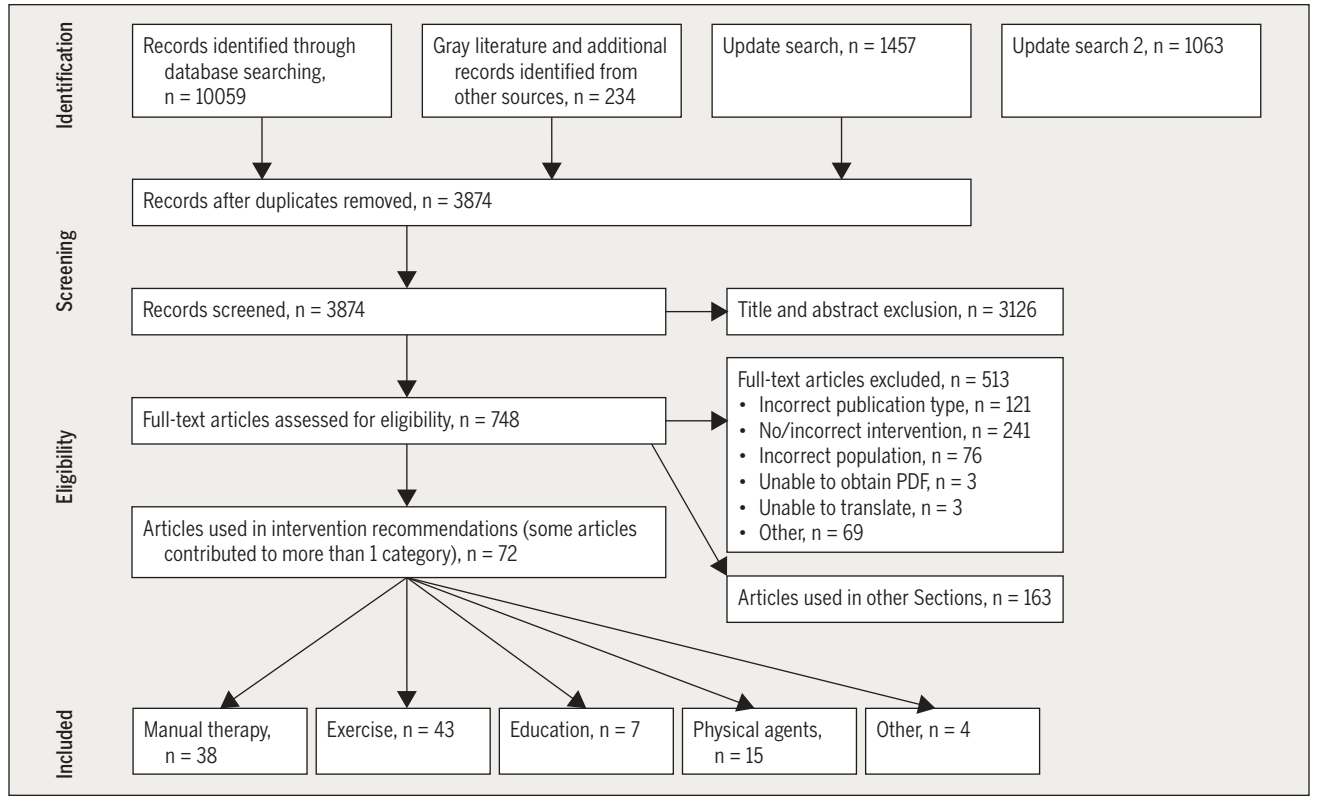 Identification
Records identified through
database searching,
n = 10059
Gray literature and additional
records identified from
other sources, n = 234
Update search, n = 1457
Update search 2, n = 1063
Records after duplicates removed, n = 3874
Screening
Records screened, n = 3874
Title and abstract exclusion, n = 3126
Eligibility
Full-text articles assessed for eligibility, n = 748
Full-text articles excluded, n = 513
• Incorrect publication type, n = 121
• No/incorrect intervention, n = 241
• Incorrect population, n = 76
• Unable to obtain PDF, n = 3
• Unable to translate, n = 3
• Other, n = 69
Articles used in intervention recommendations (some articles
contributed to more than 1 category), n = 72
Articles used in other Sections, n = 163
Included
Manual therapy,
n = 38
Exercise, n = 43
Education, n = 7
Physical agents,
n = 15
Other, n = 4